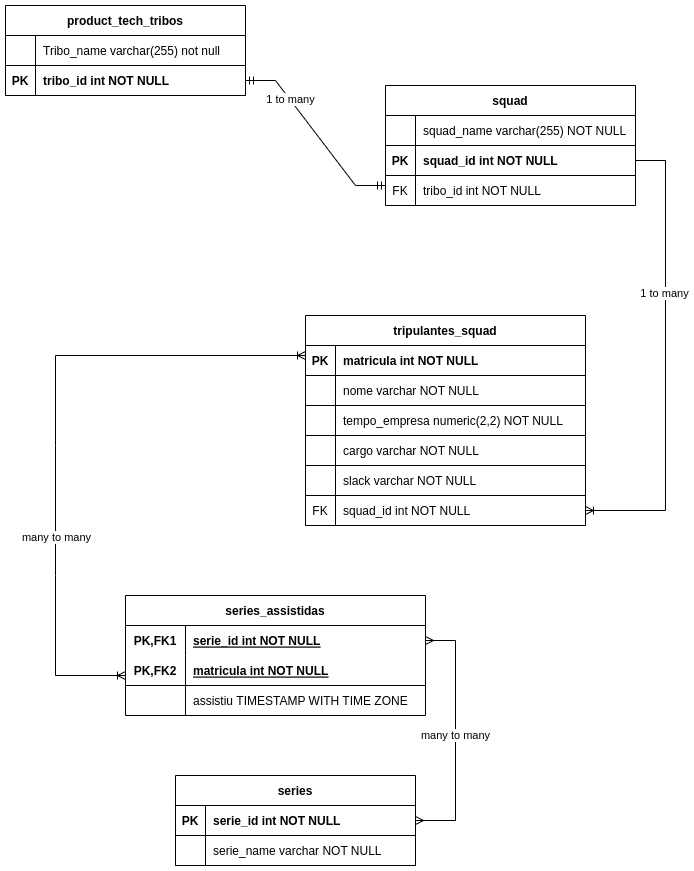 product_tech_tribos
Tribo_name varchar(255) not null
PK tribo_id int NOT NULL
1 to many
squad
squad_name varchar(255) NOT NULL
PK squad_id int NOT NULL
FK tribo_id int NOT NULL
1 to many
tripulantes_squad
PK matricula int NOT NULL
nome varchar NOT NULL
tempo_empresa numeric(2,2) NOT NULL
cargo varchar NOT NULL
slack varchar NOT NULL
FK squad_id int NOT NULL
many to many
series_assistidas
PK,FK1 serie_id int NOT NULL
PK,FK2 matricula int NOT NULL
assistiu TIMESTAMP WITH TIME ZONE
many to many
series
PK serie_id int NOT NULL
serie_name varchar NOT NULL